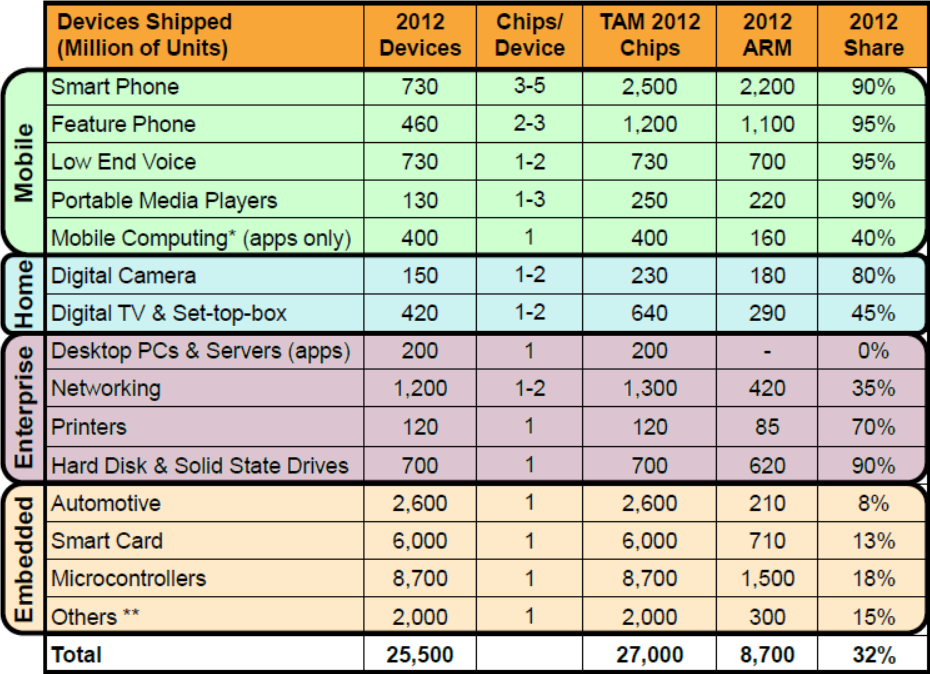 Devices Shipped (Million of Units) 2012 Devices Chips/ Device TAM 2012 Chips 2012 ARM 2012 Share
Mobile
Smart Phone 730 3-5 2,500 2,200 90%
Feature Phone 460 2-3 1,200 1,100 95%
Low End Voice 730 1-2 730 700 95%
Portable Media Players 130 1-3 250 220 90%
Mobile Computing* (apps only) 400 1 400 160 40%
Home
Digital Camera 150 1-2 230 180 80%
Digital TV & Set-top-box 420 1-2 640 290 45%
Enterprise
Desktop PCs & Servers (apps) 200 1 200 - 0%
Networking 1,200 1-2 1,300 420 35%
Printers 120 1 120 85 70%
Hard Disk & Solid State Drives 700 1 700 620 90%
Embedded
Automotive 2,600 1 2,600 210 8%
Smart Card 6,000 1 6,000 710 13%
Microcontrollers 8,700 1 8,700 1,500 18%
Others ** 2,000 1 2,000 300 15%
Total 25,500 27,000 8,700 32%